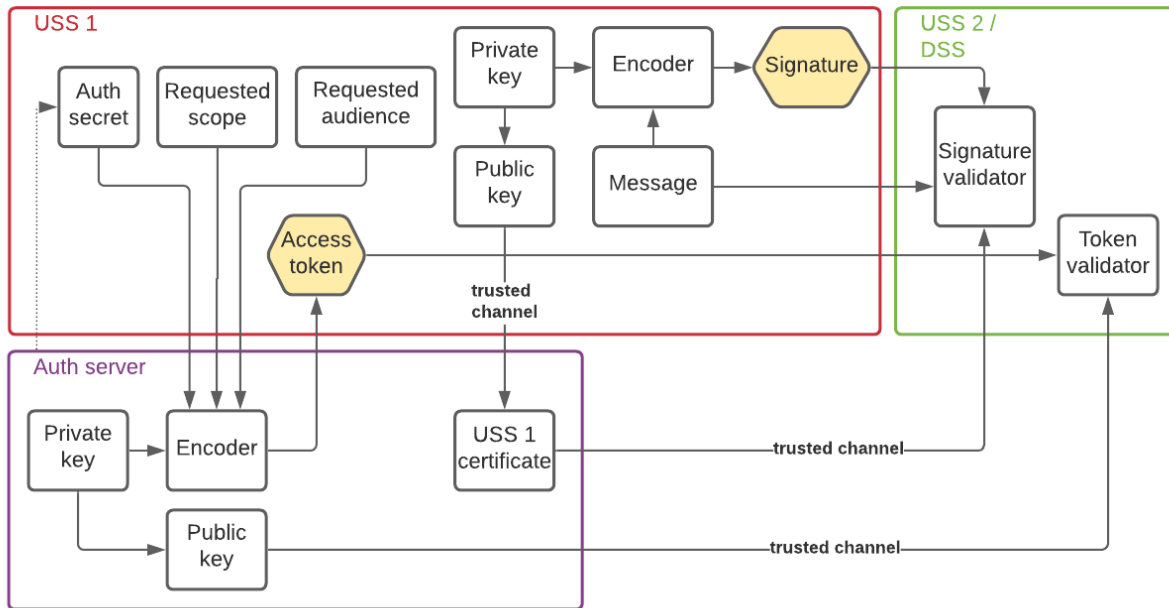 USS 1
USS 2 /
DSS
Auth
secret
Requested
scope
Requested
audience
Private
key
Encoder
Signature
Public
key
Message
Signature
validator
Access
token
Token
validator
trusted
channel
Auth server
Private
key
Encoder
USS 1
certificate
trusted channel
Public
key
trusted channel